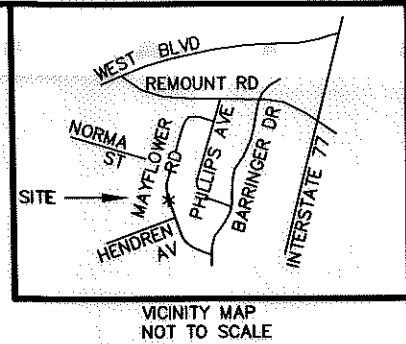 WEST BLVD
REMOUNT RD
NORMA
ST
MAYFLOWER
RD
PHILLIPS AVE
BARRINGER DR
INTERSTATE 77
SITE
HENDREN
AV
VICINITY MAP
NOT TO SCALE